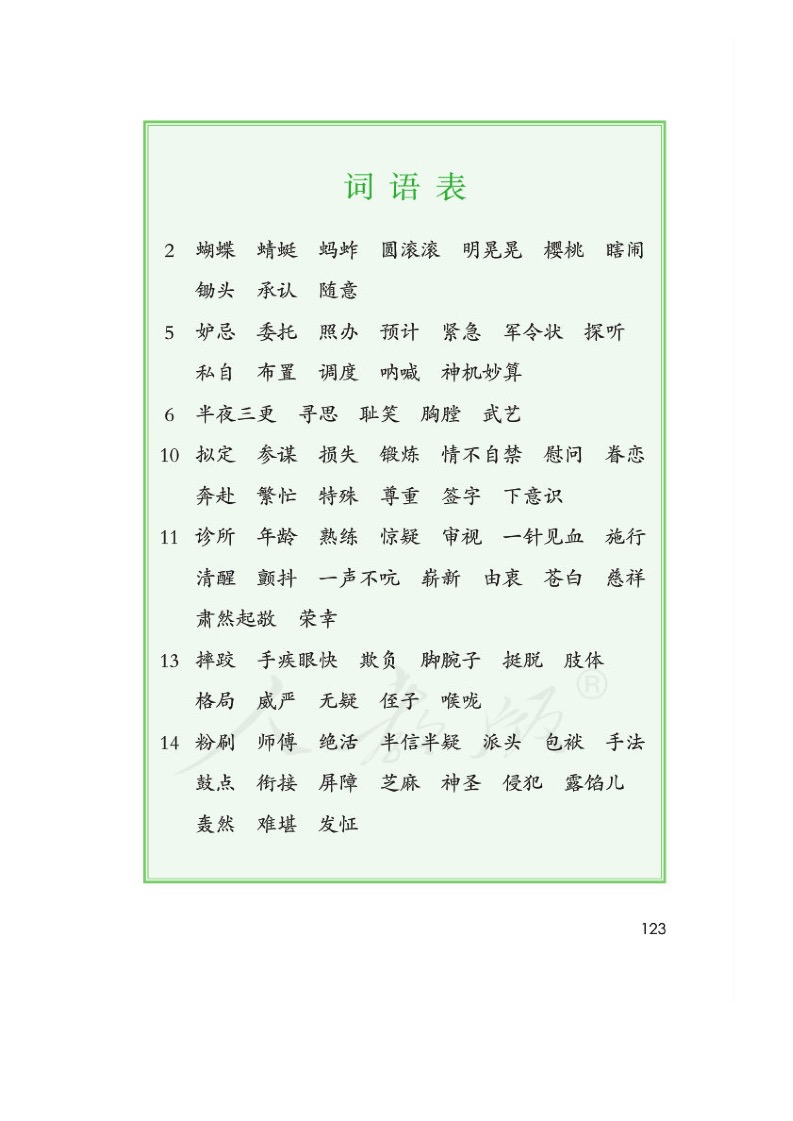 词语表
2 蝴蝶 蜻蜓 蚂蚱 圆滚滚 明晃晃 樱桃 瞎闹
锄头 承认 随意
5 妒忌 委托 照办 预计 紧急 军令状 探听
私自 布置 调度 呐喊 神机妙算
6 半夜三更 寻思 耻笑 胸膛 武艺
10 拟定 参谋 损失 锻炼 情不自禁 慰问 眷恋
奔赴 繁忙 特殊 尊重 签字 下意识
11 诊所 年龄 熟练 惊疑 审视 一针见血 施行
清醒 颤抖 一声不吭 崭新 由衷 苍白 慈祥
肃然起敬 荣幸
13 摔跤 手疾眼快 欺负 脚腕子 挺脱 肢体
格局 威严 无疑 侄子 喉咙
14 粉刷 师傅 绝活 半信半疑 派头 包袱 手法
鼓点 衔接 屏障 芝麻 神圣 侵犯 露馅儿
轰然 难堪 发怔
人教版®
123